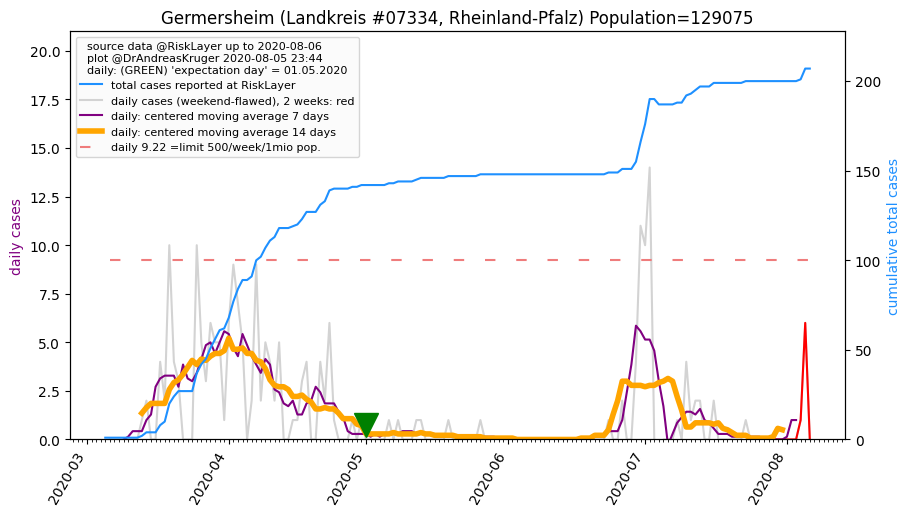 Germersheim (Landkreis #07334, Rheinland-Pfalz) Population=129075
source data @RiskLayer up to 2020-08-06
plot @DrAndreasKruger 2020-08-05 23:44
daily: (GREEN) 'expectation day' = 01.05.2020
total cases reported at RiskLayer
daily cases (weekend-flawed), 2 weeks: red
daily: centered moving average 7 days
daily: centered moving average 14 days
daily 9.22 =limit 500/week/1mio pop.
daily cases
20.0
17.5
15.0
12.5
10.0
7.5
5.0
2.5
0.0
cumulative total cases
200
150
100
50
0
2020-03
2020-04
2020-05
2020-06
2020-07
2020-08